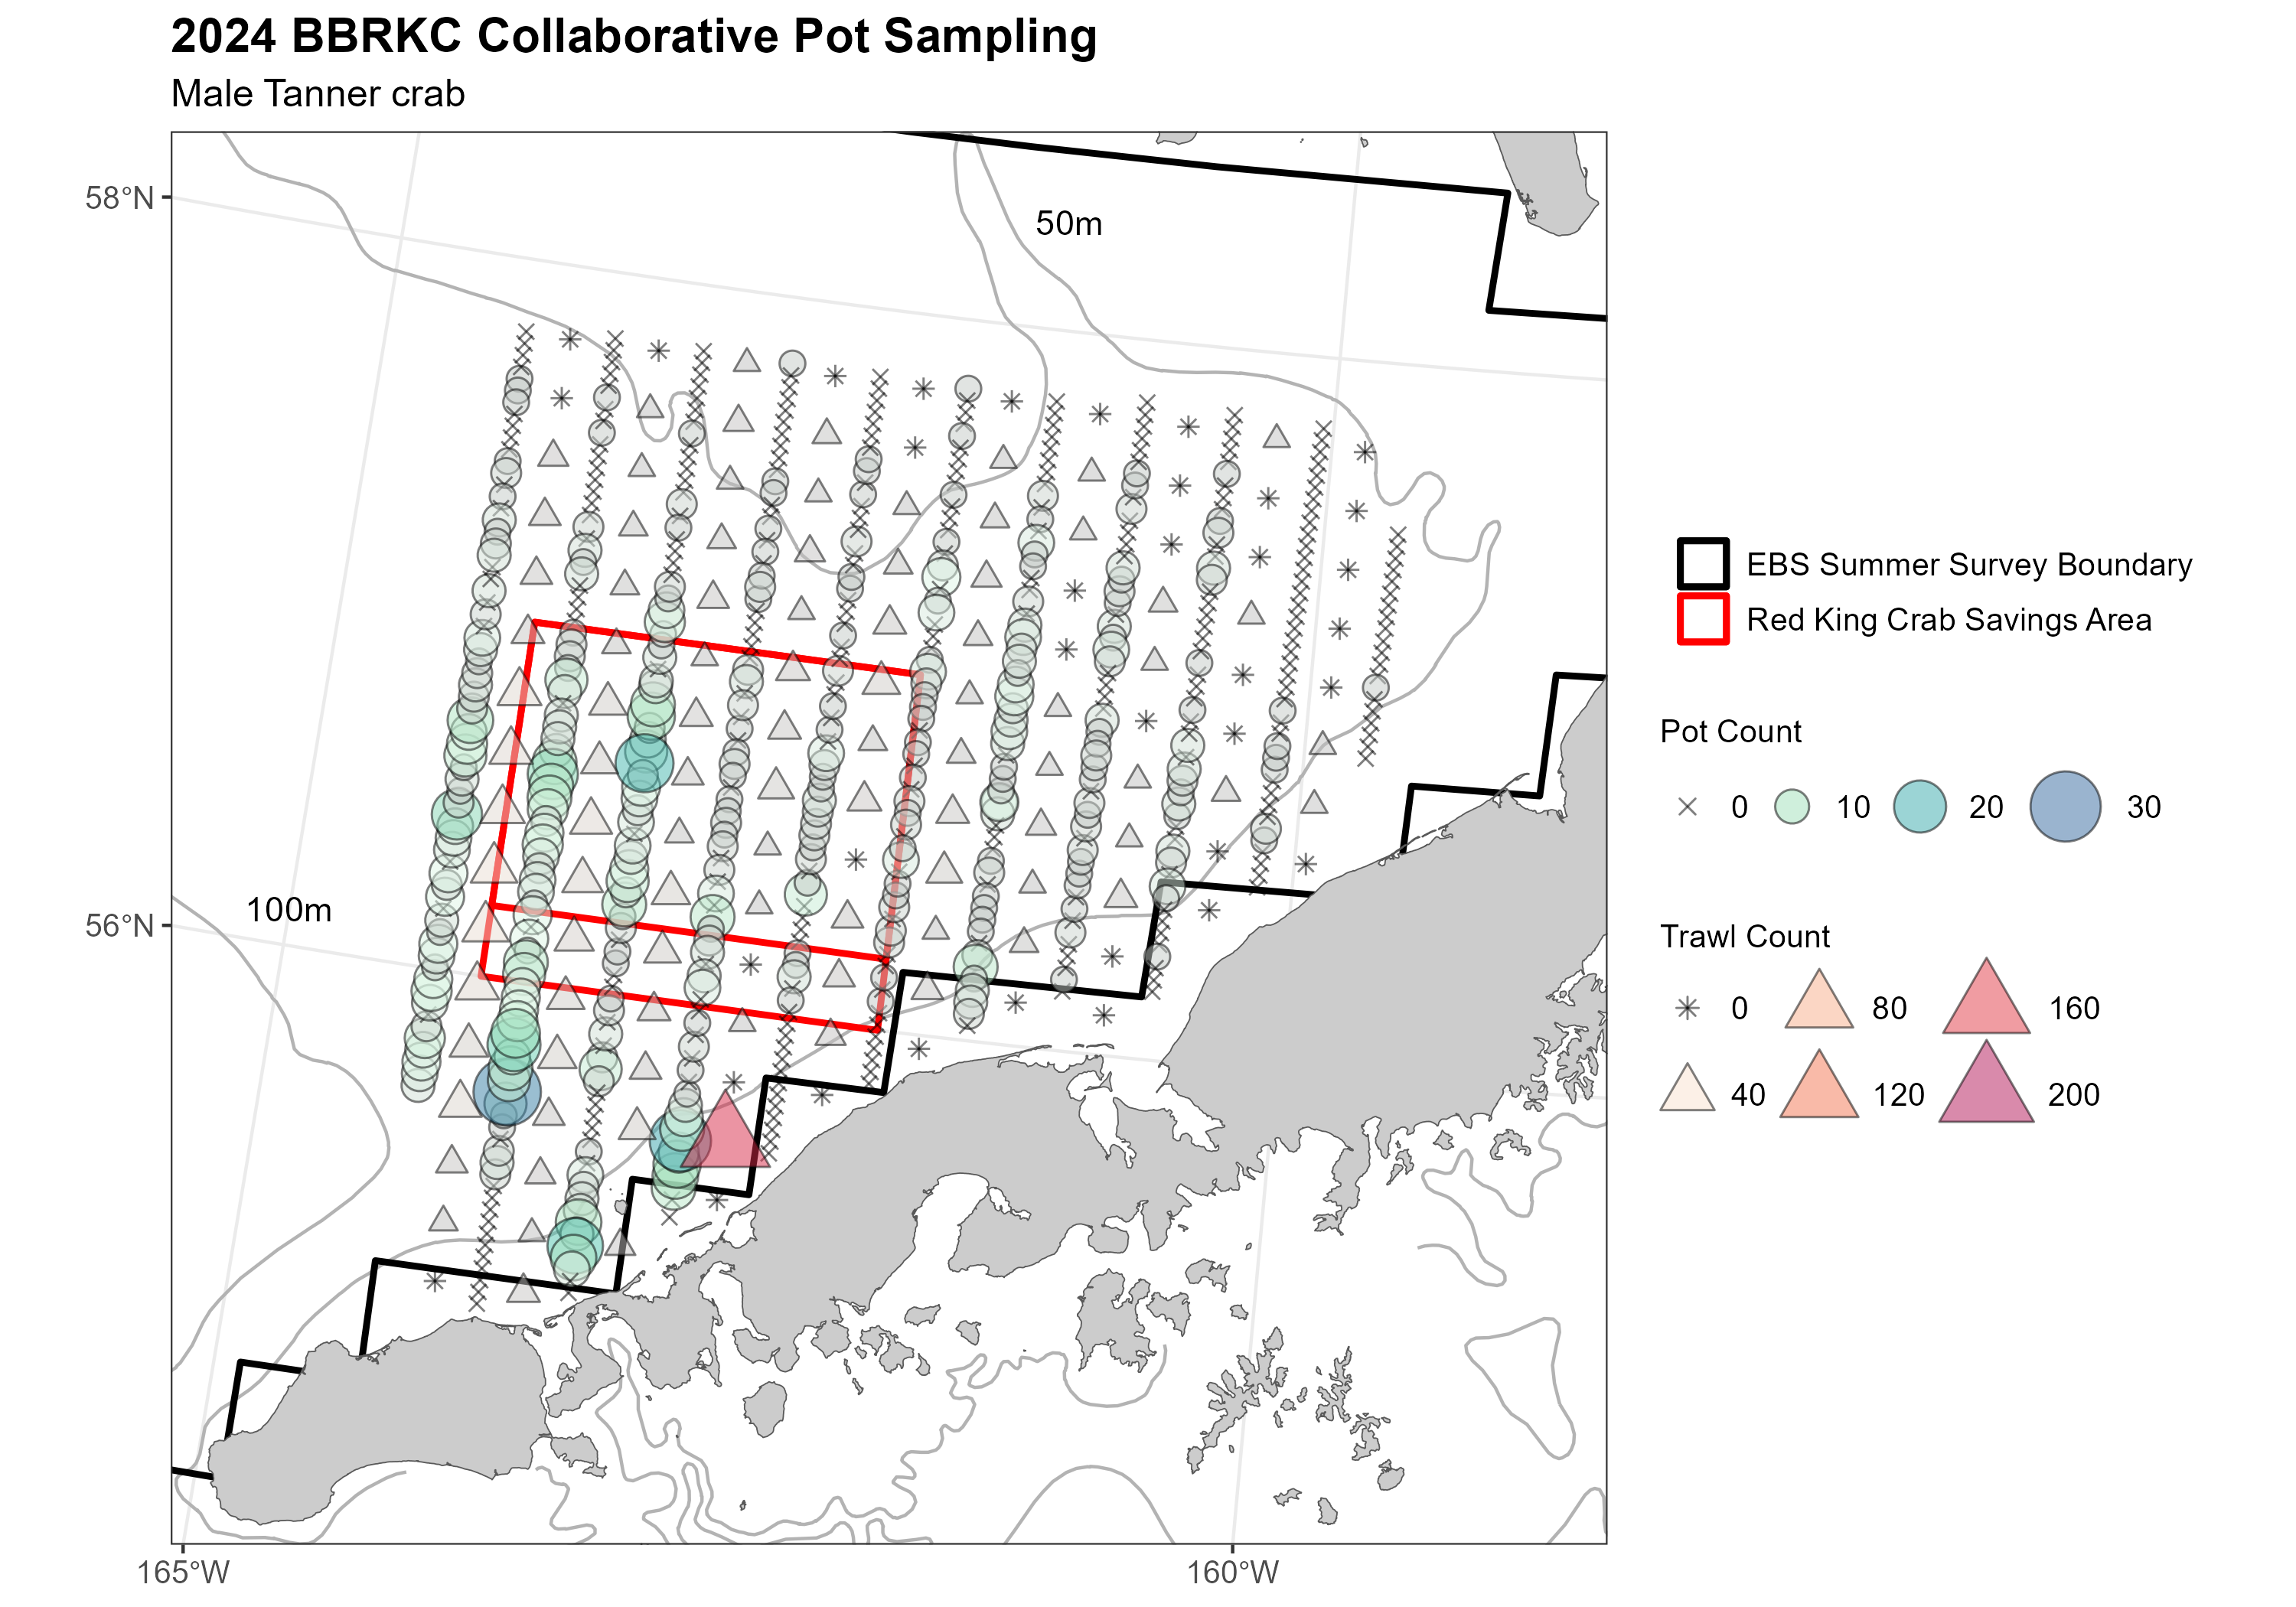 2024 BBRKC Collaborative Pot Sampling
Male Tanner crab
58°N
56°N
165°W
160°W
50m
100m
EBS Summer Survey Boundary
Red King Crab Savings Area
Pot Count
0 10 20 30
Trawl Count
0 80 160
40 120 200